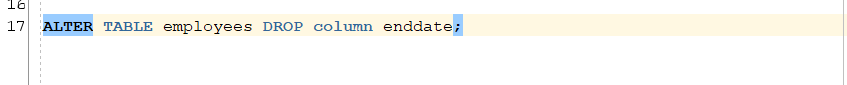 16
17 ALTER TABLE employees DROP column enddate;